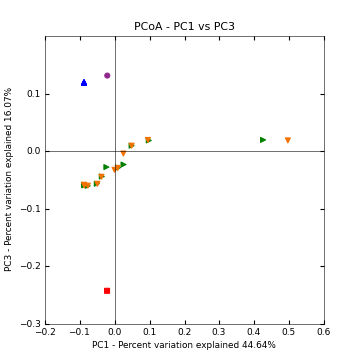 PCoA - PC1 vs PC3
PC3 - Percent variation explained 16.07%
0.1
0.0
−0.1
−0.2
−0.3
−0.2 −0.1 0.0 0.1 0.2 0.3 0.4 0.5 0.6
PC1 - Percent variation explained 44.64%